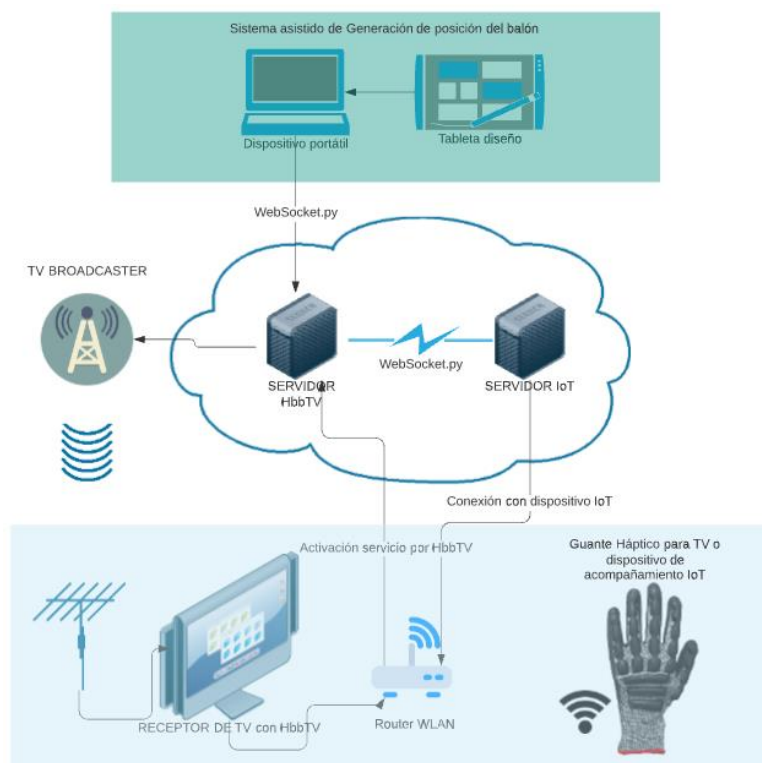 Sistema asistido de Generación de posición del balón
Dispositivo portátil
Tableta diseño
WebSocket.py
TV BROADCASTER
WebSocket.py
SERVIDOR
HbbTV
SERVIDOR IoT
Conexión con dispositivo IoT
Activación servicio por HbbTV
Guante Háptico para TV o
dispositivo de
acompañamiento IoT
RECEPTOR DE TV con HbbTV
Router WLAN